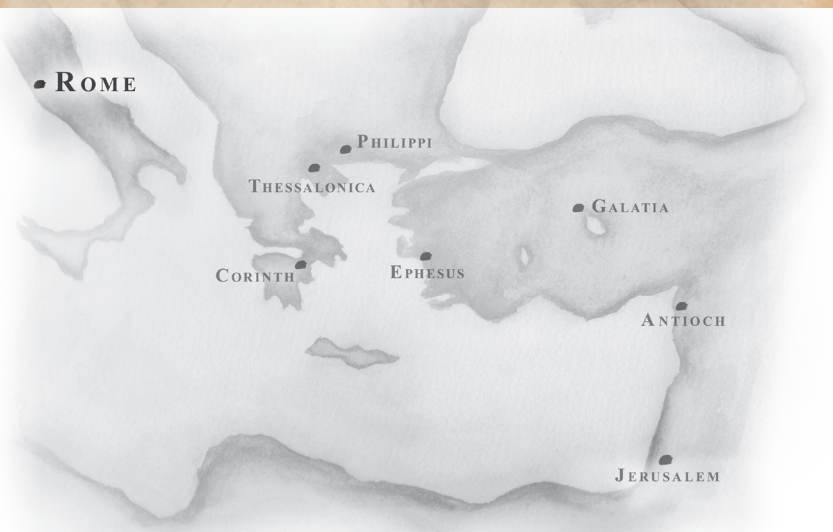 ROME
PHILIPPI
THESSALONICA
GALATIA
CORINTH
EPHESUS
ANTIOCH
JERUSALEM